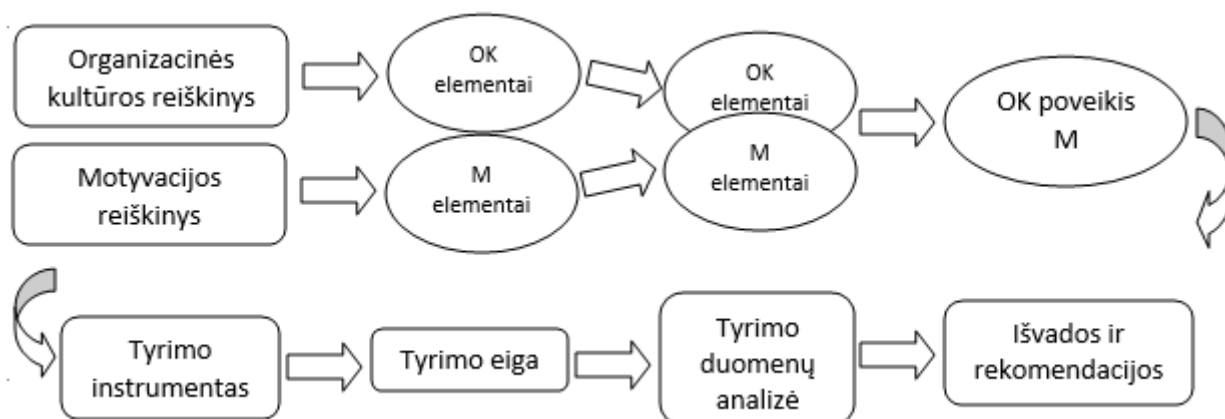 Organizacinės
kultūros reiškinys
OK
elementai
OK
elementai
OK poveikis
M
Motyvacijos
reiškinys
M
elementai
M
elementai
Tyrimo
instrumentas
Tyrimo eiga
Tyrimo
duomenų
analizė
Išvados ir
rekomendacijos